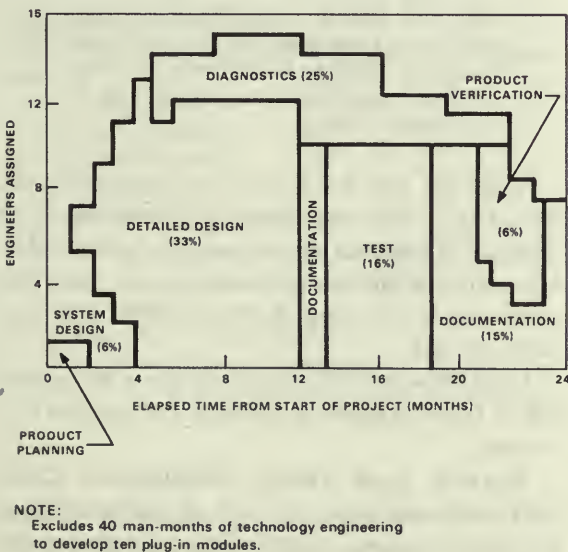 15
12
8
4
0
ENGINEERS ASSIGNED
DIAGNOSTICS (25%)
PRODUCT
VERIFICATION
DETAILED DESIGN
(33%)
DOCUMENTATION
TEST
(16%)
(6%)
SYSTEM
DESIGN
(6%)
DOCUMENTATION
(15%)
4
8
12
16
20
24
ELAPSED TIME FROM START OF PROJECT (MONTHS)
PRODUCT
PLANNING
NOTE:
Excludes 40 man-months of technology engineering
to develop ten plug-in modules.